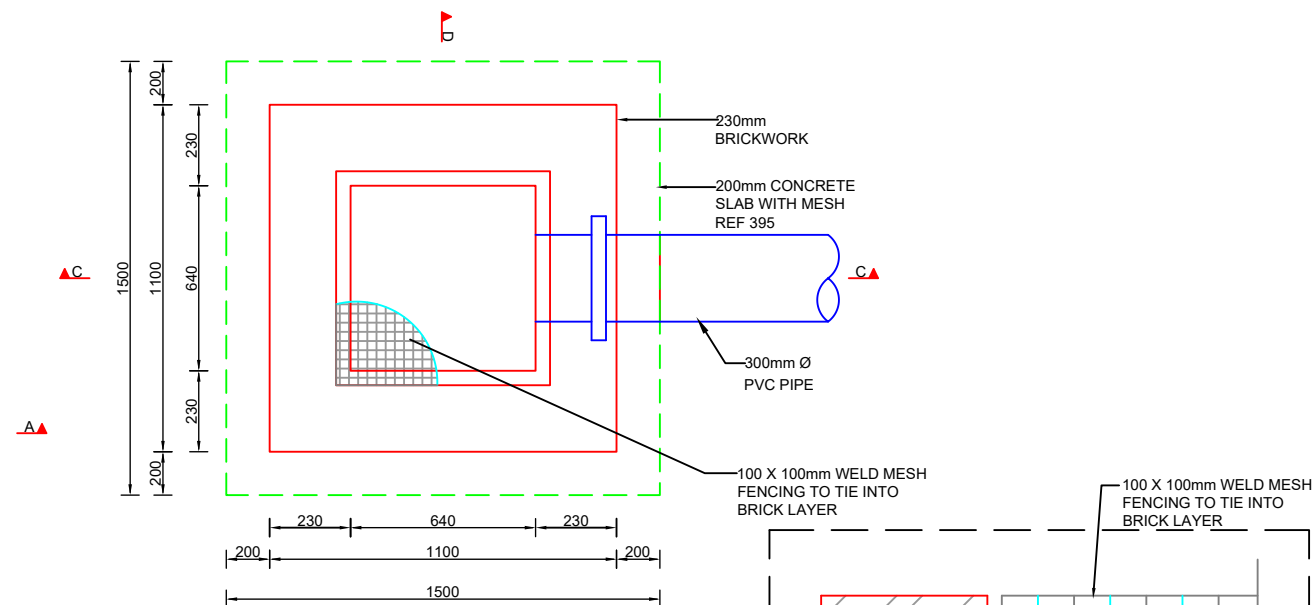 D
230mm
BRICKWORK
200mm CONCRETE
SLAB WITH MESH
REF 395
C
C
300mm Ø
PVC PIPE
A
100 X 100mm WELD MESH
FENCING TO TIE INTO
BRICK LAYER
100 X 100mm WELD MESH
FENCING TO TIE INTO
BRICK LAYER
1500
200
1100
200
230
640
230
230 640 230
200 1100 200
1500